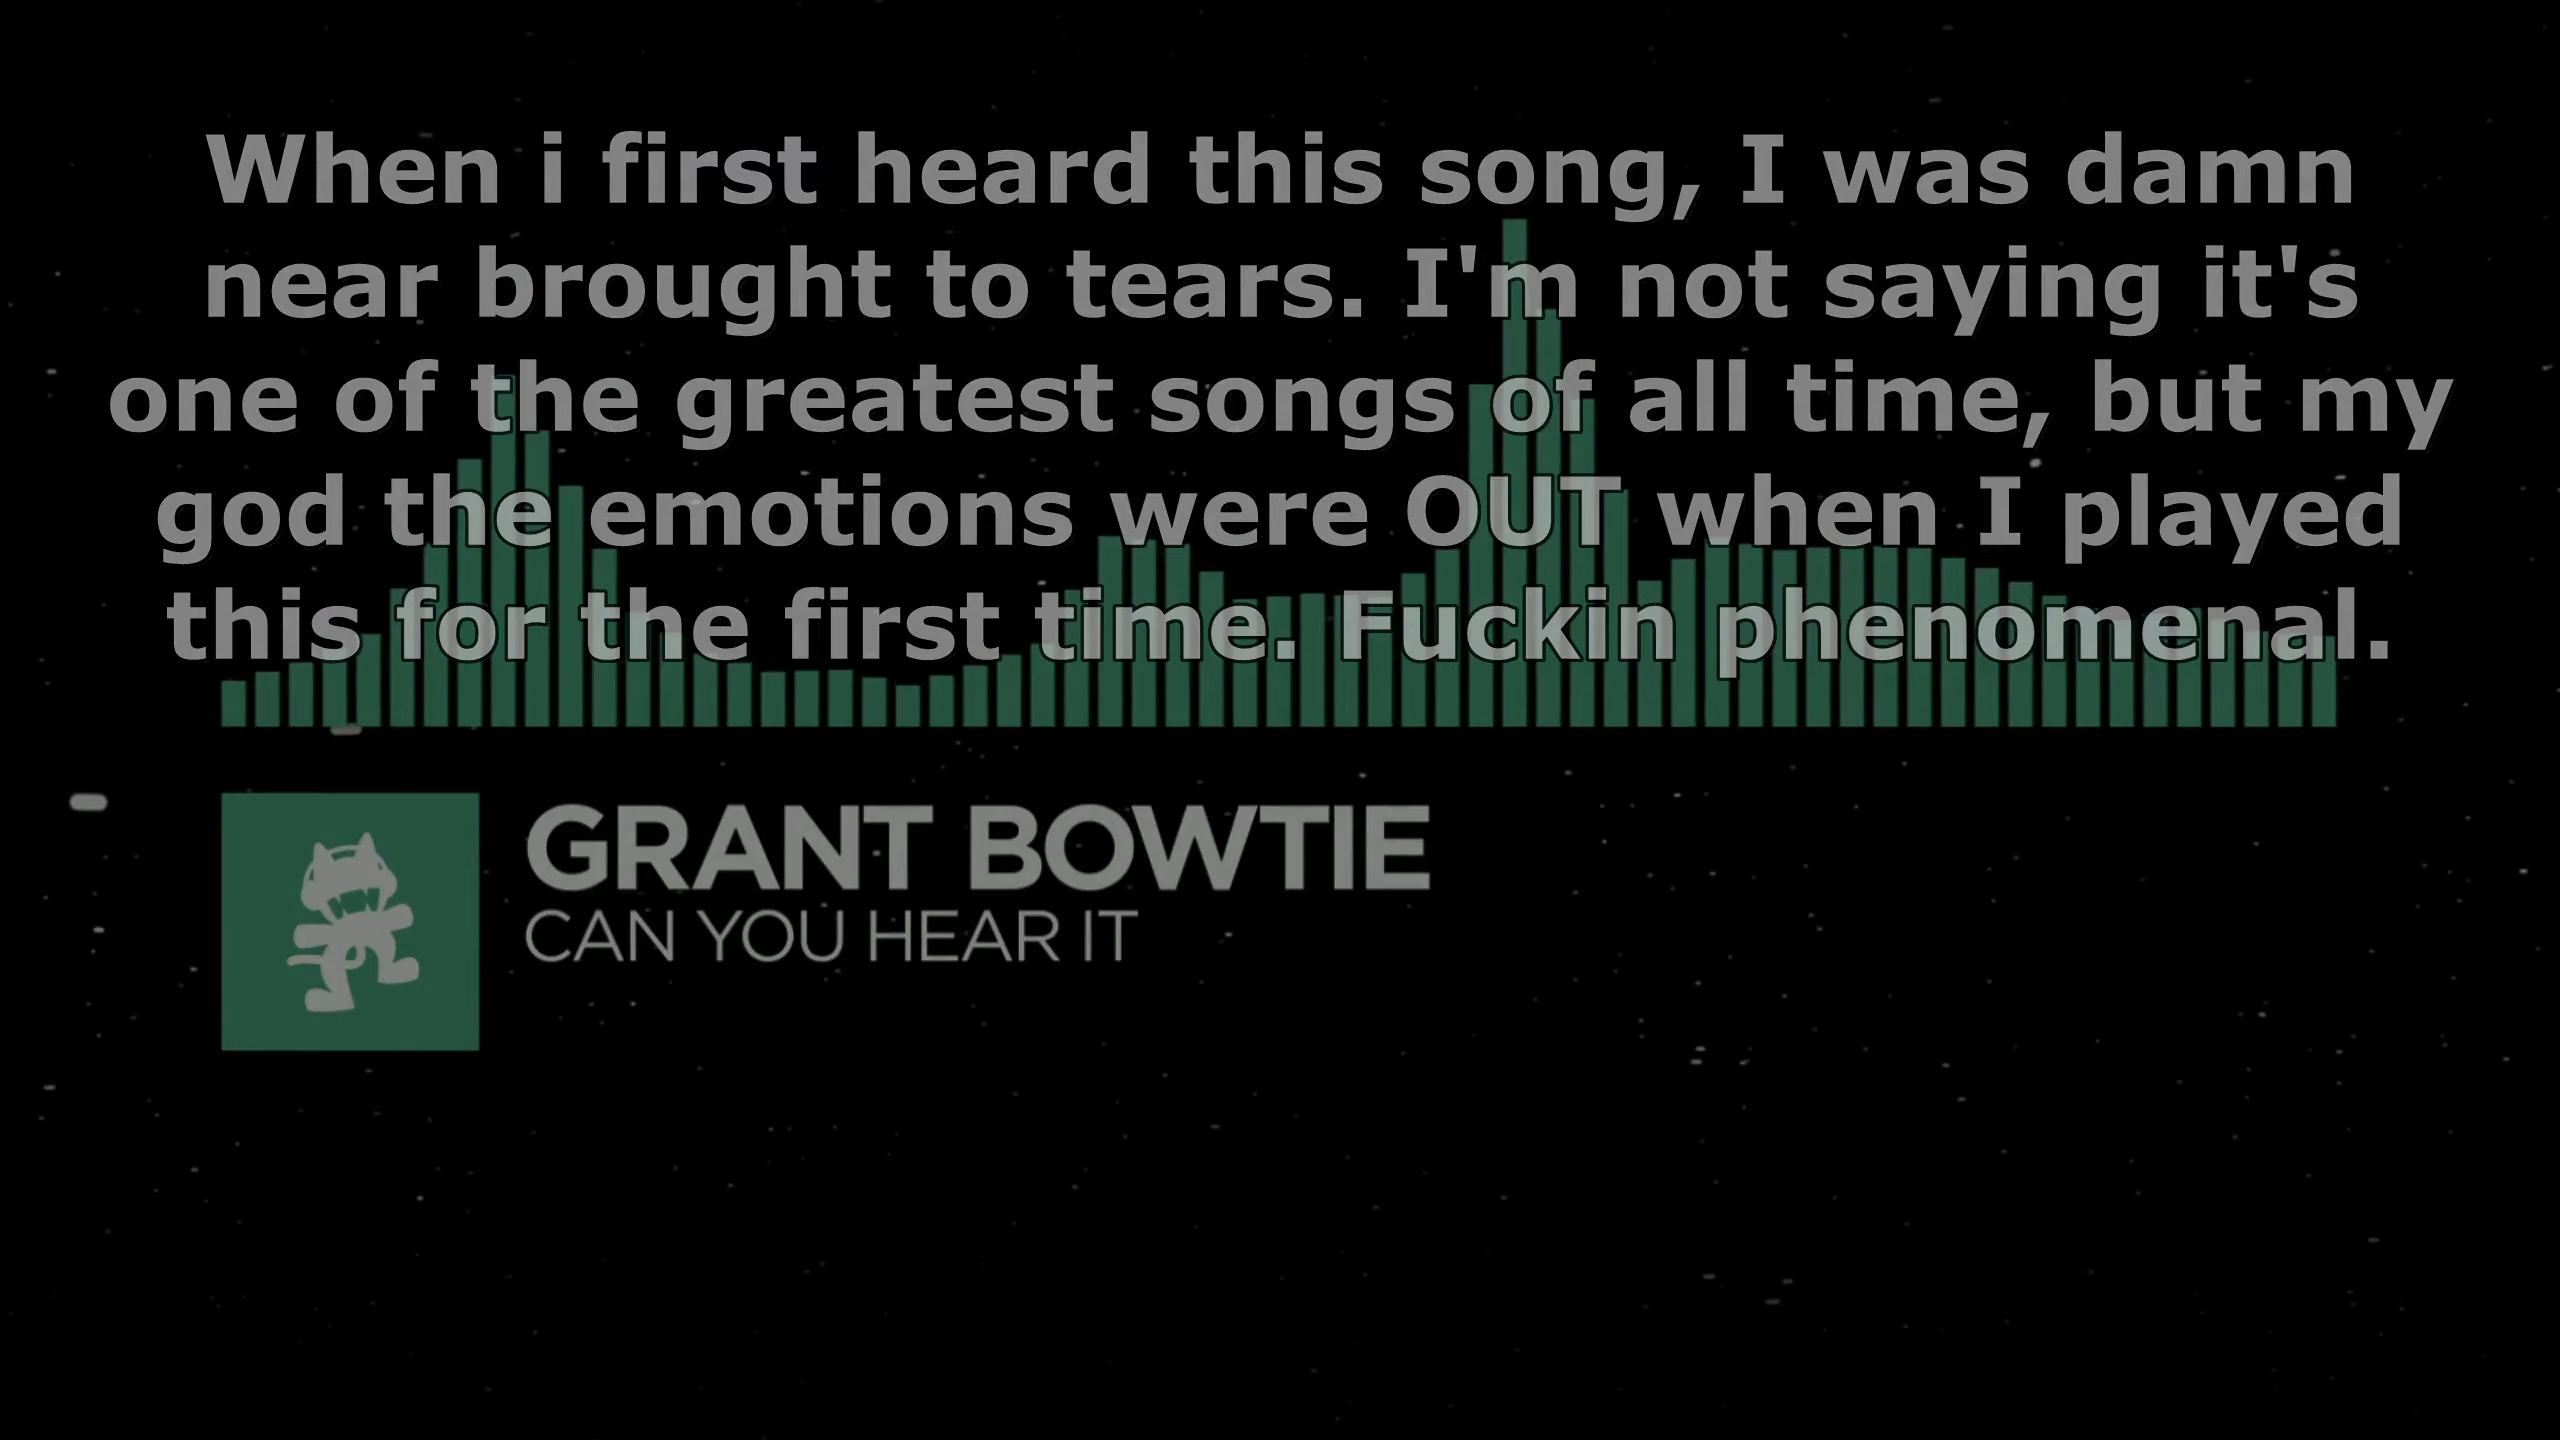 When i first heard this song, I was damn
near brought to tears. I'm not saying it's
one of the greatest songs of all time, but my
god the emotions were OUT when I played
this for the first time. Fuckin phenomenal.
GRANT BOWTIE
CAN YOU HEAR IT